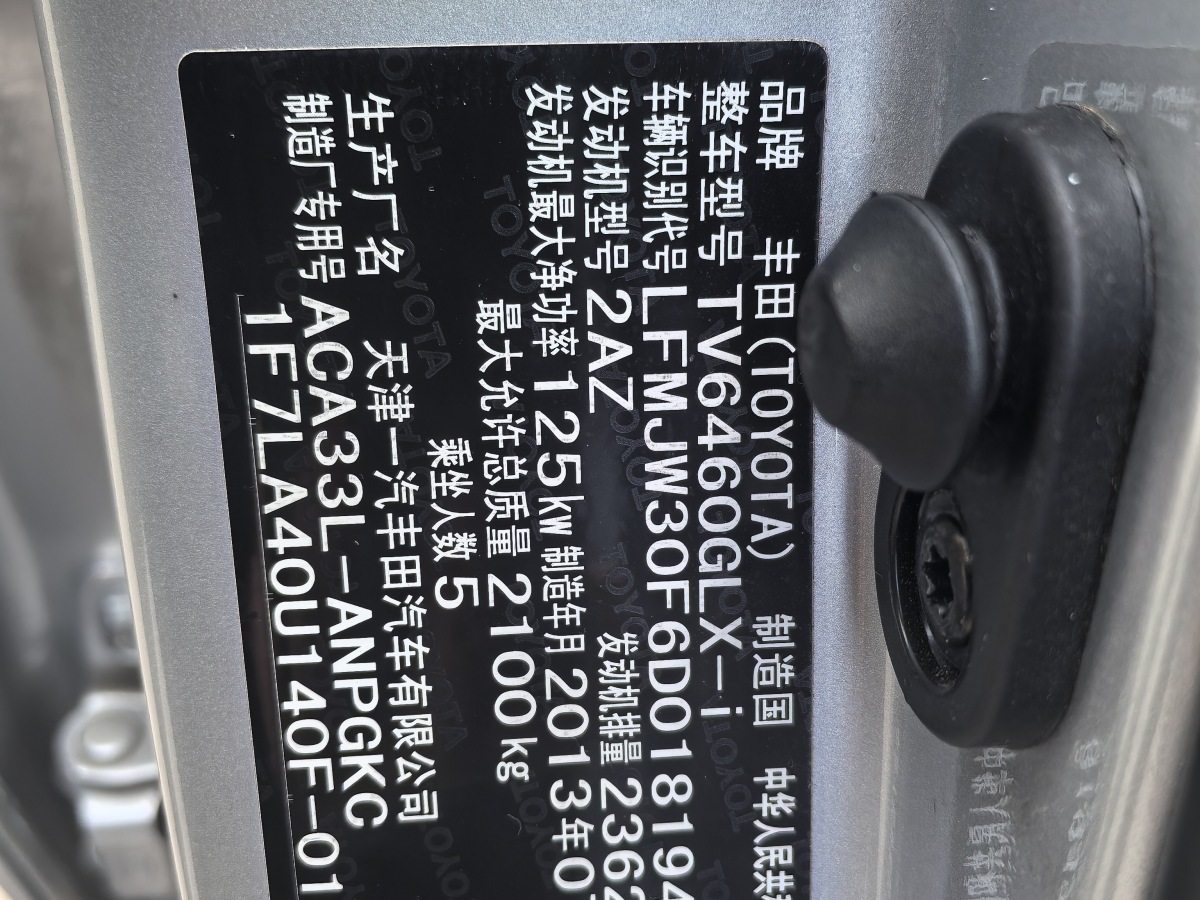 品牌 丰田(TOYOTA) 制造国 中华人民共
整车型号 TV6460GLX-i
车辆识别代号 LFMJW30F6D018194
发动机型号 2AZ 发动机排量 2362
发动机最大净功率 125kW 制造年月 2013年0
最大允许总质量 2100kg
乘坐人数 5
生产厂名 天津一汽丰田汽车有限公司
制造厂专用号 ACA33L-ANPGKC
1F7LA40U140F-01